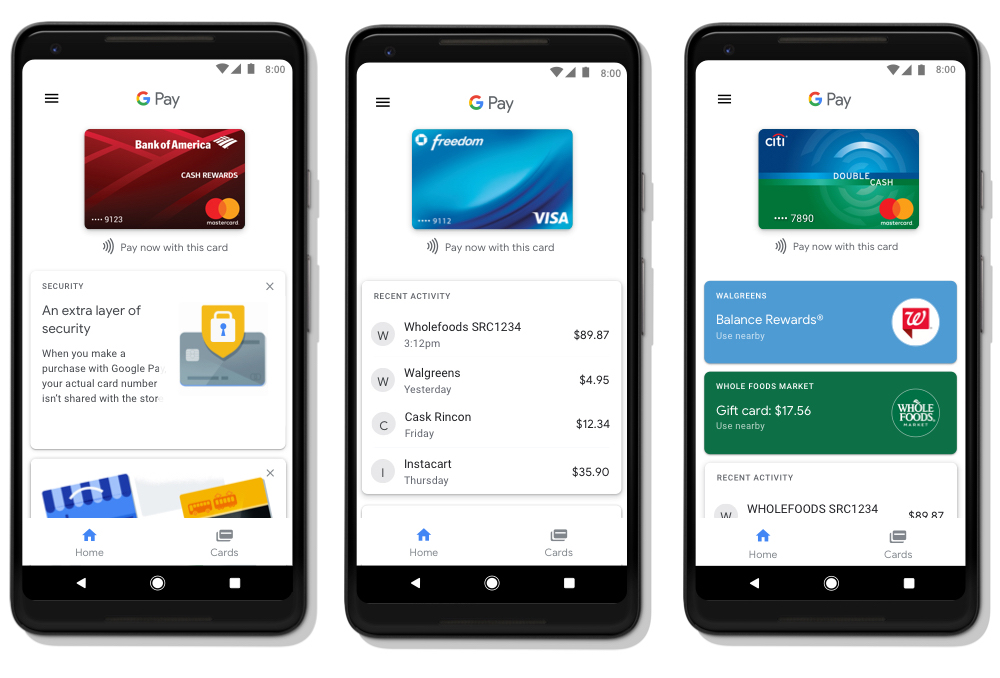 8:00
G Pay
Bank of America
CASH REWARDS
•••• 9123
mastercard
Pay now with this card
SECURITY
An extra layer of
security
When you make a
purchase with Google Pa
your actual card number
isn't shared with the stor
Home
Cards
8:00
G Pay
freedom
•••• 9112
VISA
Pay now with this card
RECENT ACTIVITY
W
Wholefoods SRC1234
$89.87
3:12pm
W
Walgreens
$4.95
Yesterday
C
Cask Rincon
$12.34
Friday
I
Instacart
$35.90
Thursday
Home
Cards
8:00
G Pay
citi
DOUBLE
CASH
•••• 7890
mastercard
Pay now with this card
WALGREENS
Balance Rewards®
Use nearby
W
WHOLE FOODS MARKET
Gift card: $17.56
Use nearby
WHOLE
FOODS
MARKET
RECENT ACTIVITY
W
WHOLEFOODS SRC1234
$89.87
Home
Cards